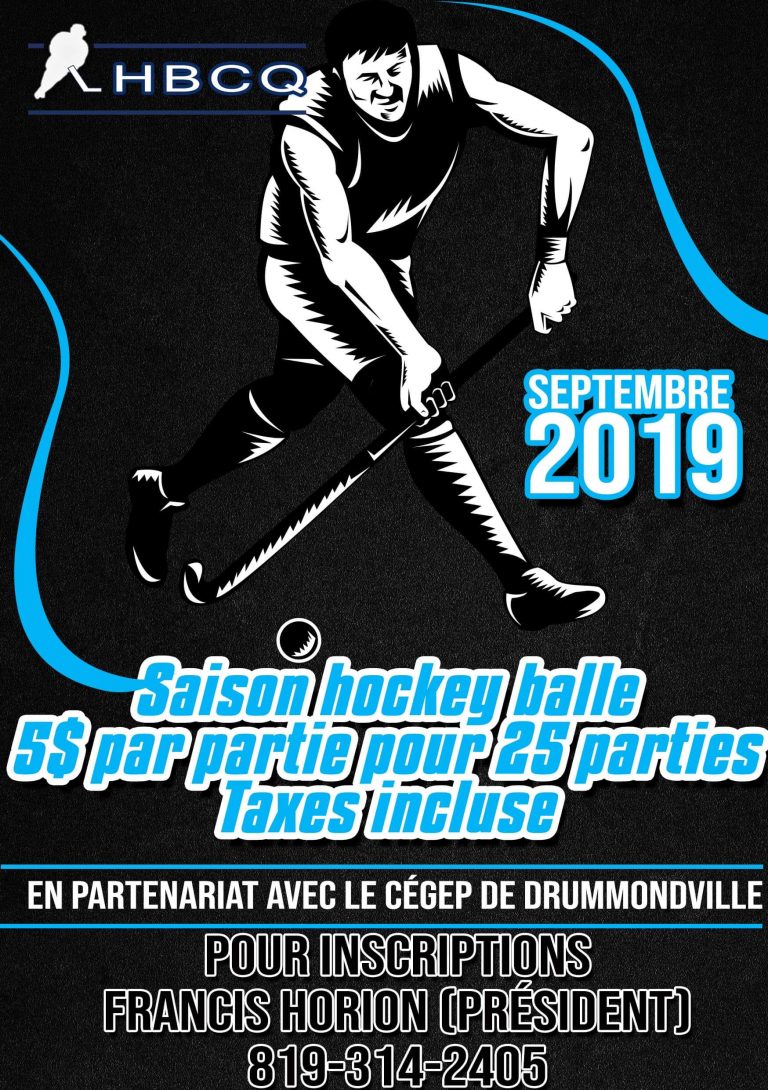 HBCQ
SEPTEMBRE
2019
Saison hockey balle
5$ par partie pour 25 parties
Taxes incluse
EN PARTENARIAT AVEC LE CÉGEP DE DRUMMONDVILLE
POUR INSCRIPTIONS
FRANCIS HORION (PRÉSIDENT)
819-314-2405